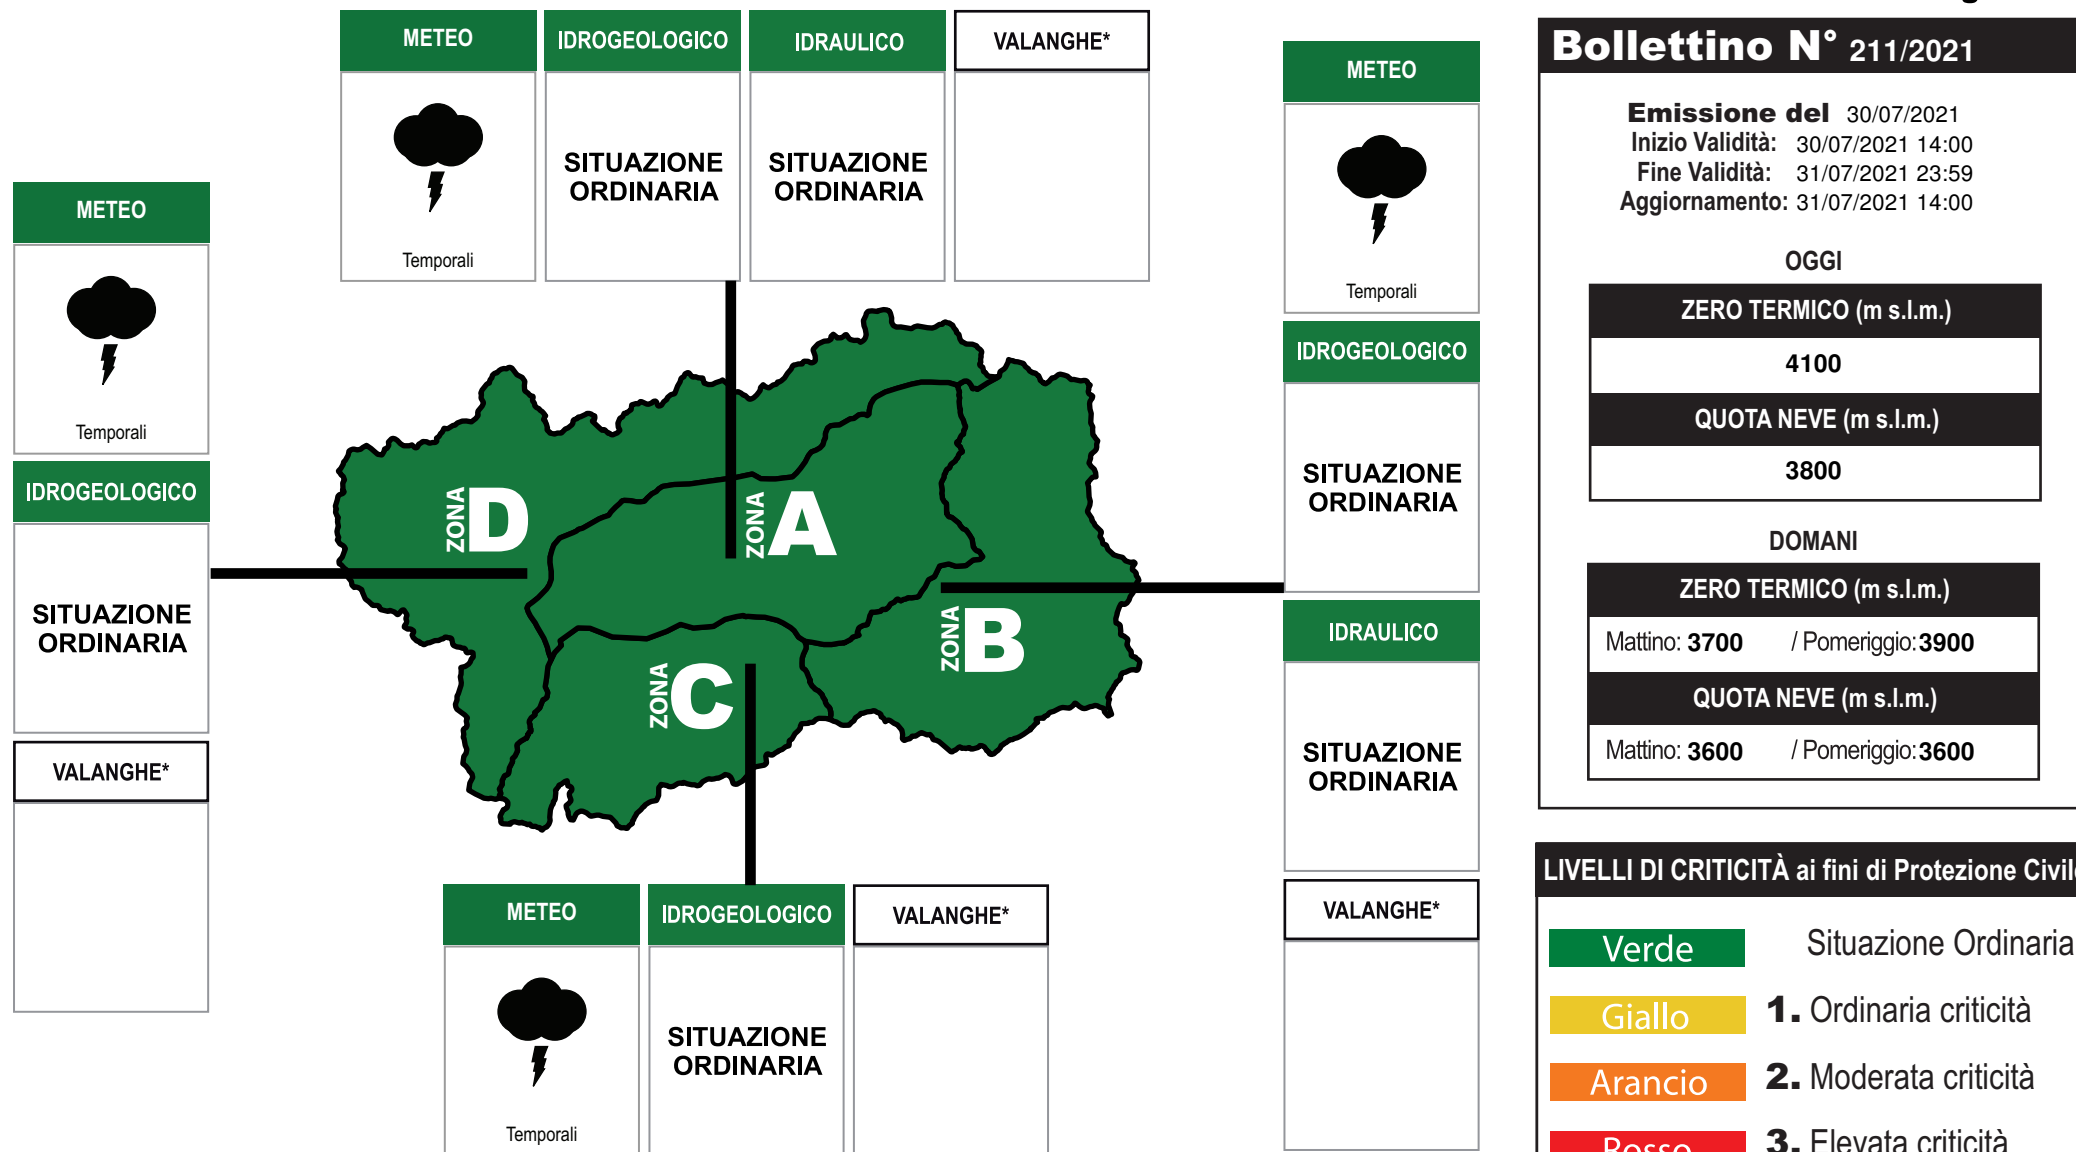 METEO
IDROGEOLOGICO
IDRAULICO
VALANGHE*
Temporali
SITUAZIONE
ORDINARIA
SITUAZIONE
ORDINARIA
METEO
Temporali
IDROGEOLOGICO
SITUAZIONE
ORDINARIA
VALANGHE*
METEO
Temporali
IDROGEOLOGICO
SITUAZIONE
ORDINARIA
IDRAULICO
SITUAZIONE
ORDINARIA
VALANGHE*
ZONA D
ZONA A
ZONA B
ZONA C
METEO
IDROGEOLOGICO
VALANGHE*
Temporali
SITUAZIONE
ORDINARIA
Bollettino N° 211/2021
Emissione del 30/07/2021
Inizio Validità: 30/07/2021 14:00
Fine Validità: 31/07/2021 23:59
Aggiornamento: 31/07/2021 14:00
OGGI
ZERO TERMICO (m s.l.m.)
4100
QUOTA NEVE (m s.l.m.)
3800
DOMANI
ZERO TERMICO (m s.l.m.)
Mattino: 3700 / Pomeriggio: 3900
QUOTA NEVE (m s.l.m.)
Mattino: 3600 / Pomeriggio: 3600
LIVELLI DI CRITICITÀ ai fini di Protezione Civile
Verde Situazione Ordinaria
Giallo 1. Ordinaria criticità
Arancio 2. Moderata criticità
Rosso 3. Elevata criticità